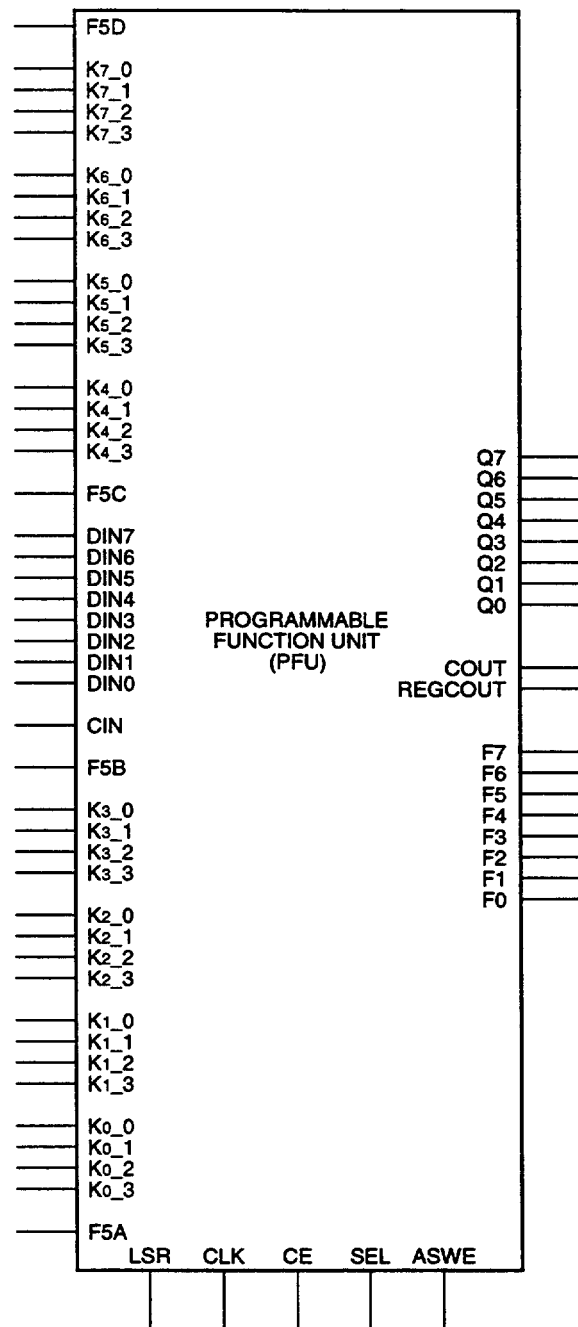 F5D
K7_0
K7_1
K7_2
K7_3
K6_0
K6_1
K6_2
K6_3
K5_0
K5_1
K5_2
K5_3
K4_0
K4_1
K4_2
K4_3
F5C
DIN7
DIN6
DIN5
DIN4
DIN3
DIN2
DIN1
DIN0
CIN
F5B
K3_0
K3_1
K3_2
K3_3
K2_0
K2_1
K2_2
K2_3
K1_0
K1_1
K1_2
K1_3
K0_0
K0_1
K0_2
K0_3
F5A
PROGRAMMABLE
FUNCTION UNIT
(PFU)
Q7
Q6
Q5
Q4
Q3
Q2
Q1
Q0
COUT
REGCOUT
F7
F6
F5
F4
F3
F2
F1
F0
LSR CLK CE SEL ASWE